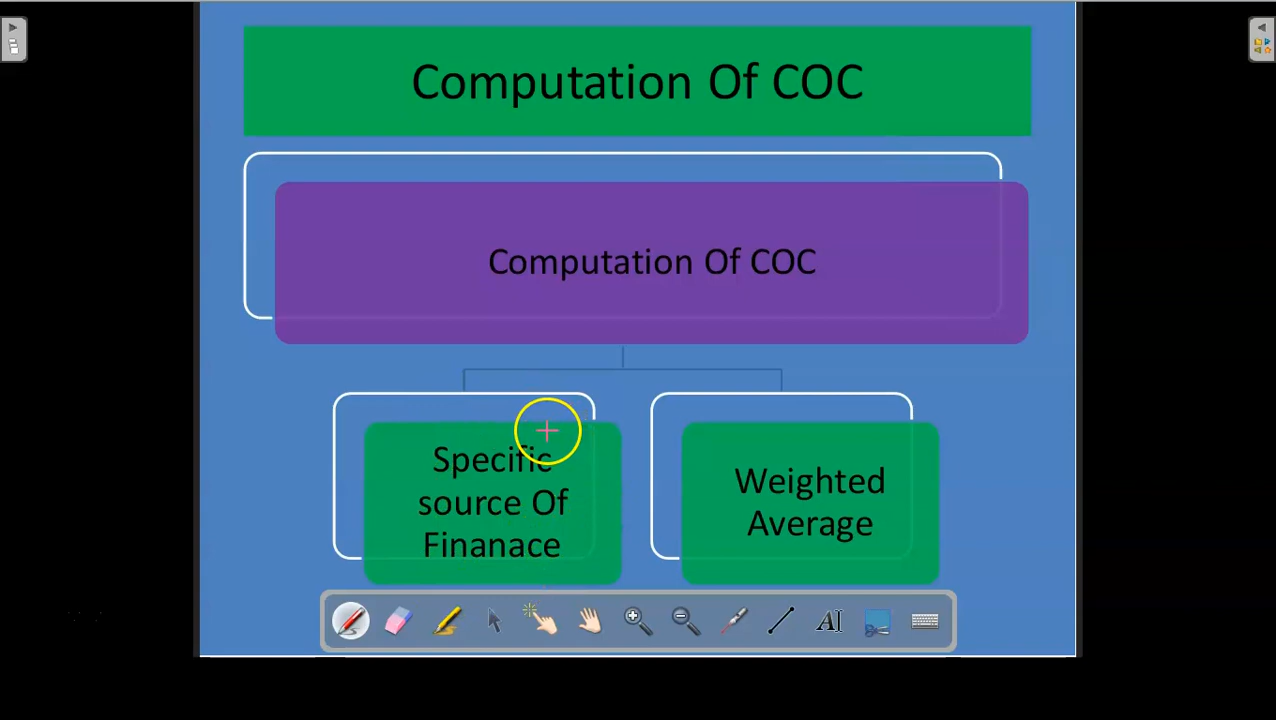 Computation Of COC
Computation Of COC
Specific
source Of
Finanace
Weighted
Average